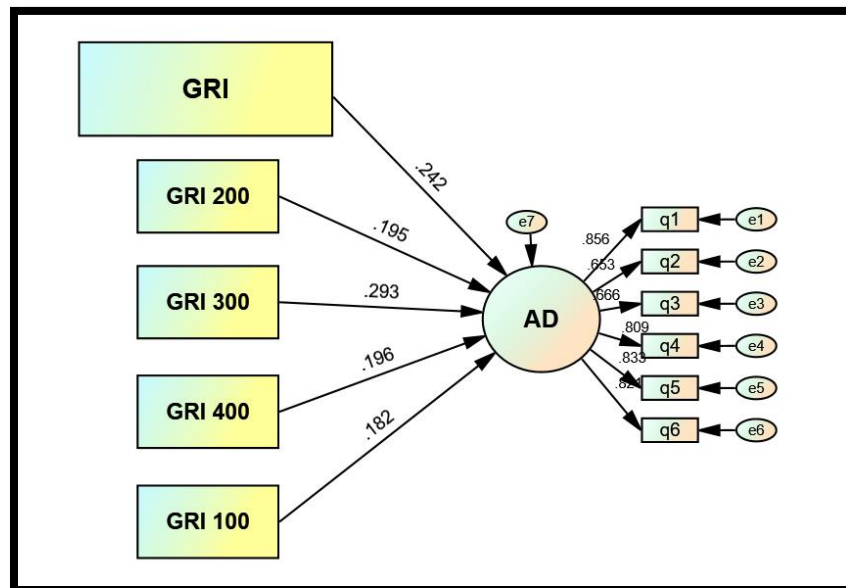 GRI
GRI 200
GRI 300
GRI 400
GRI 100
.242
.195
.293
.196
.182
e7
AD
.856
.653
.666
.809
.833
q1
q2
q3
q4
q5
q6
e1
e2
e3
e4
e5
e6